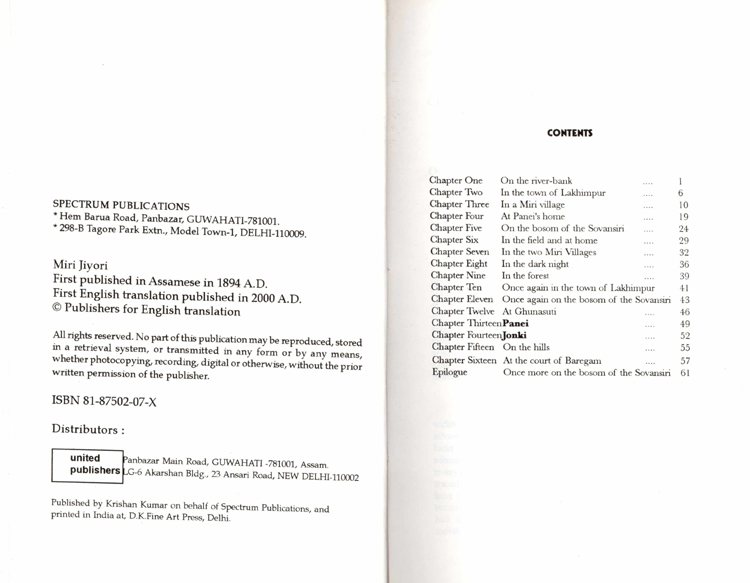 SPECTRUM PUBLICATIONS
* Hem Barua Road, Panbazar, GUWAHATI-781001.
* 298-B Tagore Park Extn., Model Town-1, DELHI-110009.
Miri Jiyori
First published in Assamese in 1894 A.D.
First English translation published in 2000 A.D.
© Publishers for English translation
All rights reserved. No part of this publication may be reproduced, stored
in a retrieval system, or transmitted in any form or by any means,
whether photocopying, recording, digital or otherwise, without the prior
written permission of the publisher.
ISBN 81-87502-07-X
Distributors :
united publishers
Panbazar Main Road, GUWAHATI -781001, Assam.
LG-6 Akarshan Bldg., 23 Ansari Road, NEW DELHI-110002
Published by Krishan Kumar on behalf of Spectrum Publications, and
printed in India at, D.K.Fine Art Press, Delhi.
CONTENTS
Chapter One On the river-bank .... 1
Chapter Two In the town of Lakhimpur .... 6
Chapter Three In a Miri village .... 10
Chapter Four At Panei's home .... 19
Chapter Five On the bosom of the Sovansiri .... 24
Chapter Six In the field and at home .... 29
Chapter Seven In the two Miri Villages .... 32
Chapter Eight In the dark night .... 36
Chapter Nine In the forest .... 39
Chapter Ten Once again in the town of Lakhimpur 41
Chapter Eleven Once again on the bosom of the Sovansiri 43
Chapter Twelve At Ghunasuti .... 46
Chapter Thirteen Panei .... 49
Chapter Fourteen Jonki .... 52
Chapter Fifteen On the hills .... 55
Chapter Sixteen At the court of Baregam .... 57
Epilogue Once more on the bosom of the Sovansiri 61